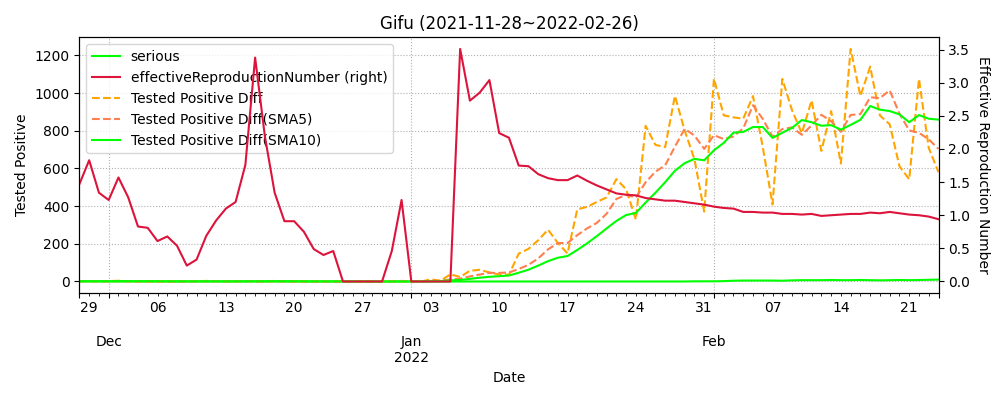 Gifu (2021-11-28~2022-02-26)
serious
effectiveReproductionNumber (right)
Tested Positive Diff
Tested Positive Diff(SMA5)
Tested Positive Diff(SMA10)
Tested Positive
1200
1000
800
600
400
200
0
3.5
3.0
2.5
2.0
1.5
1.0
0.5
0.0
Effective Reproduction Number
29 06 13 20 27 03 10 17 24 31 07 14 21
Dec Jan Feb
2022
Date